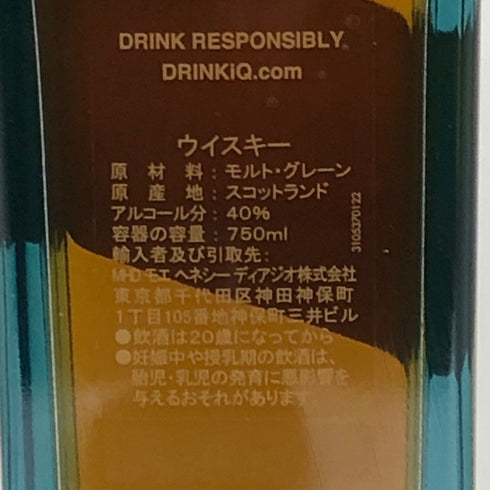 DRINK RESPONSIBLY.
DRINKiQ.com
ウイスキー
原材料：モルト・グレーン
原産地：スコットランド
アルコール分：40%
容器の容量：750ml
輸入者及び引取先：
MHD モエ ヘネシー ディアジオ株式会社
東京都千代田区神田神保町
1丁目105番地神保町三井ビル
●飲酒は20歳になってから
●妊娠中や授乳期の飲酒は、
胎児・乳児の発育に悪影響を
与えるおそれがあります。
3105370122